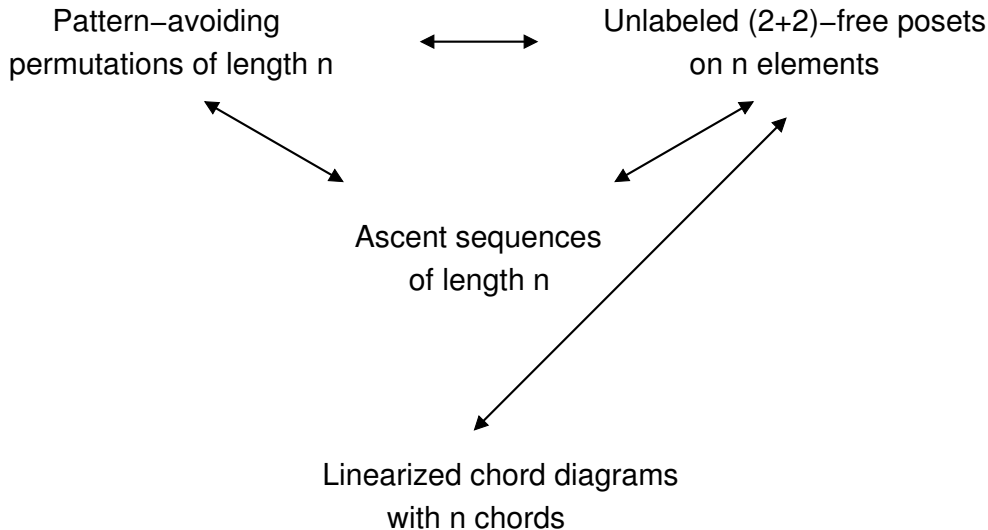 Pattern−avoiding
permutations of length n
Unlabeled (2+2)−free posets
on n elements
Ascent sequences
of length n
Linearized chord diagrams
with n chords